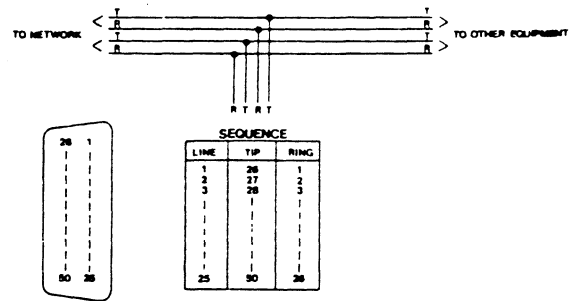 T T
R R
TO NETWORK TO OTHER EQUIPMENT
T T
R R
R T R T
26 1
50 25
SEQUENCE
LINE TIP RING
1 26 1
2 27 2
3 28 3
25 50